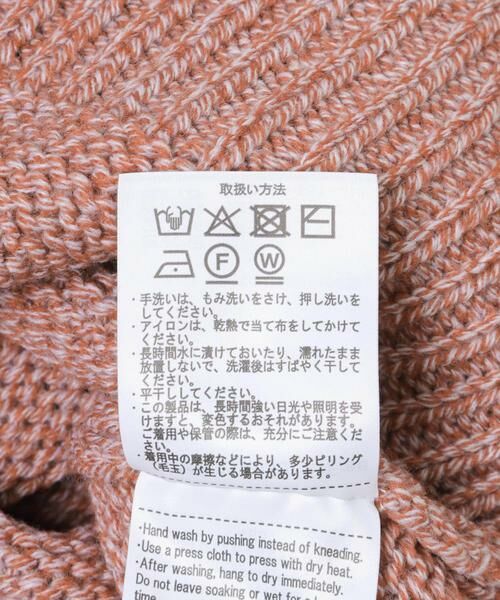 取扱い方法
F W
・手洗いは、もみ洗いをさけ、押し洗いを
してください。
・アイロンは、乾熱で当て布をしてかけて
ください。
・長時間水に漬けておいたり、濡れたまま
放置しないで、洗濯後はすばやく干して
ください。
・平干ししてください。
・この製品は、長時間強い日光や照明を受
けますと、変色するおそれがあります。
ご着用や保管の際は、充分にご注意くだ
さい。
・着用中の摩擦などにより、多少ピリング
（毛玉）が生じる場合があります。
・Hand wash by pushing instead of kneading.
・Use a press cloth to press with dry heat.
・After washing, hang to dry immediately.
Do not leave soaking or wet for a long
time.